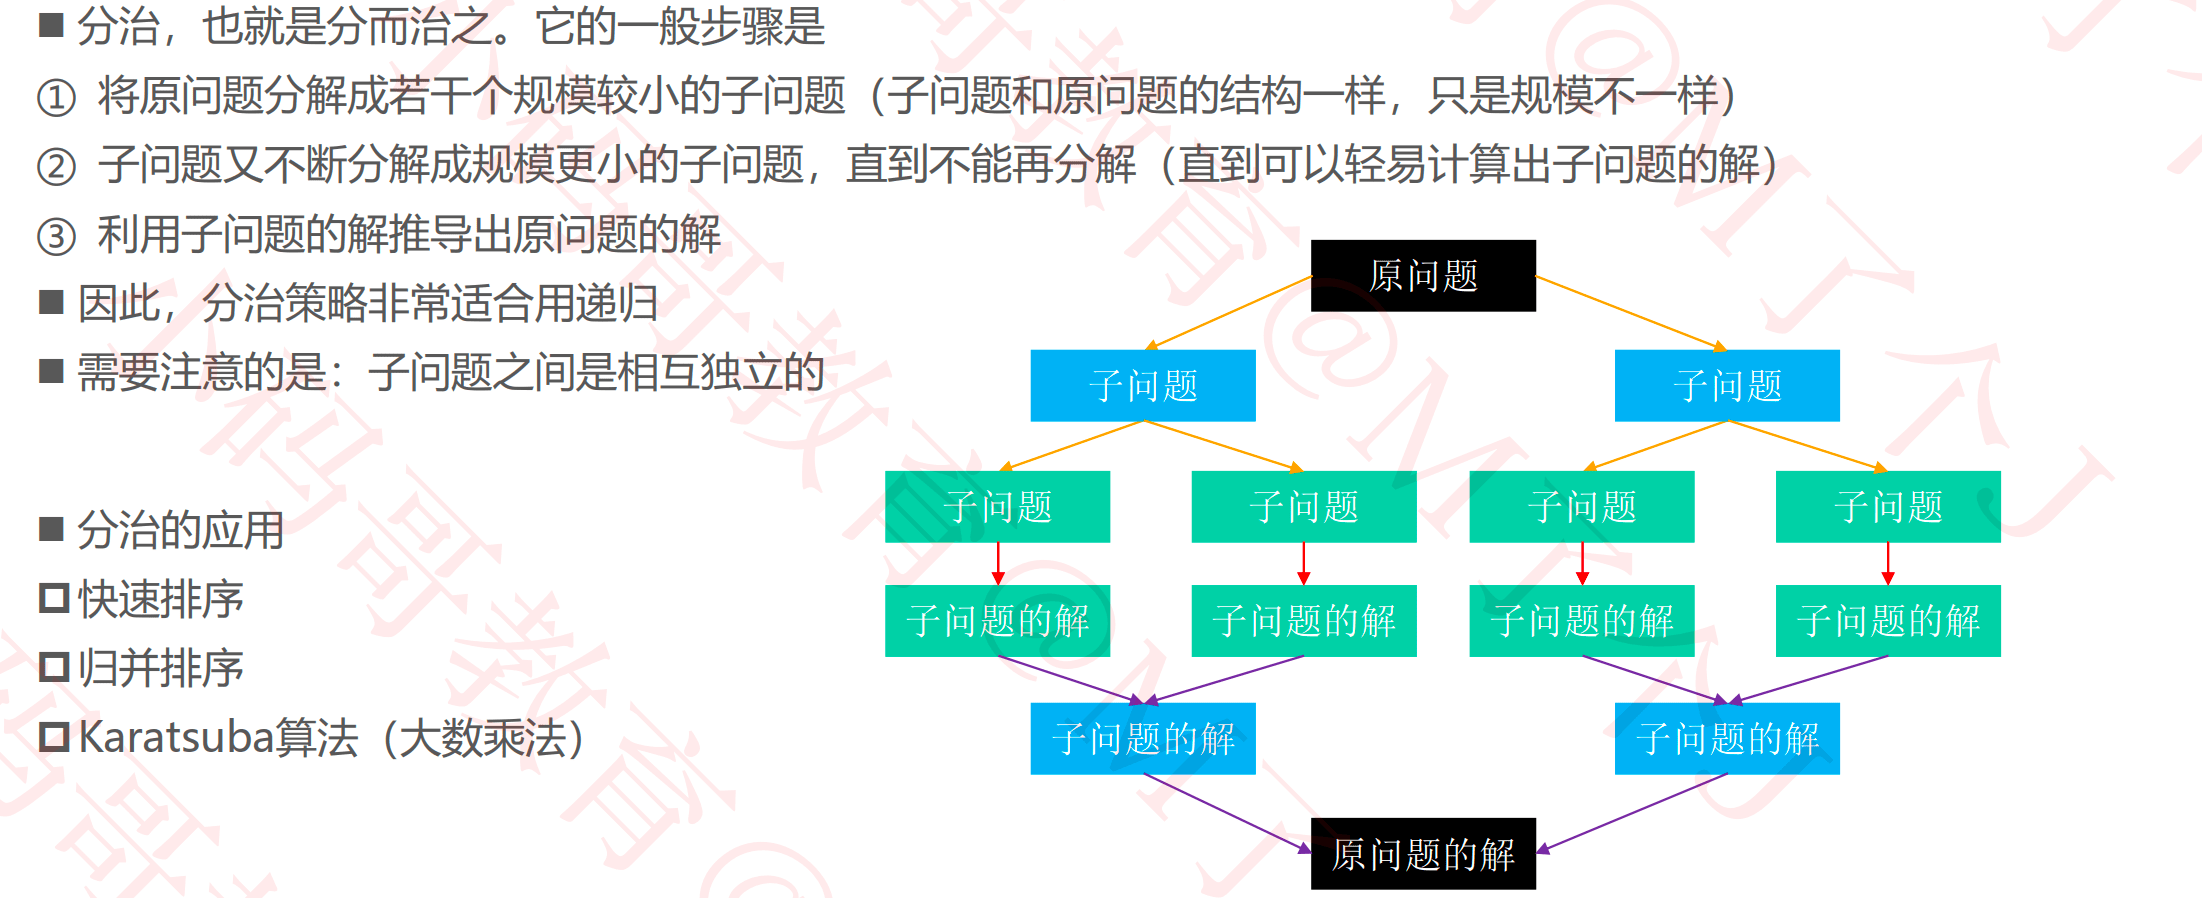 ■ 分治，也就是分而治之。它的一般步骤是
① 将原问题分解成若干个规模较小的子问题（子问题和原问题的结构一样，只是规模不一样）
② 子问题又不断分解成规模更小的子问题，直到不能再分解（直到可以轻易计算出子问题的解）
③ 利用子问题的解推导出原问题的解
■ 因此，分治策略非常适合用递归
■ 需要注意的是：子问题之间是相互独立的
■ 分治的应用
快速排序
归并排序
Karatsuba算法（大数乘法）
原问题
子问题 子问题
子问题 子问题 子问题 子问题
子问题的解 子问题的解 子问题的解 子问题的解
子问题的解 子问题的解
原问题的解
小码哥教育@M了个J